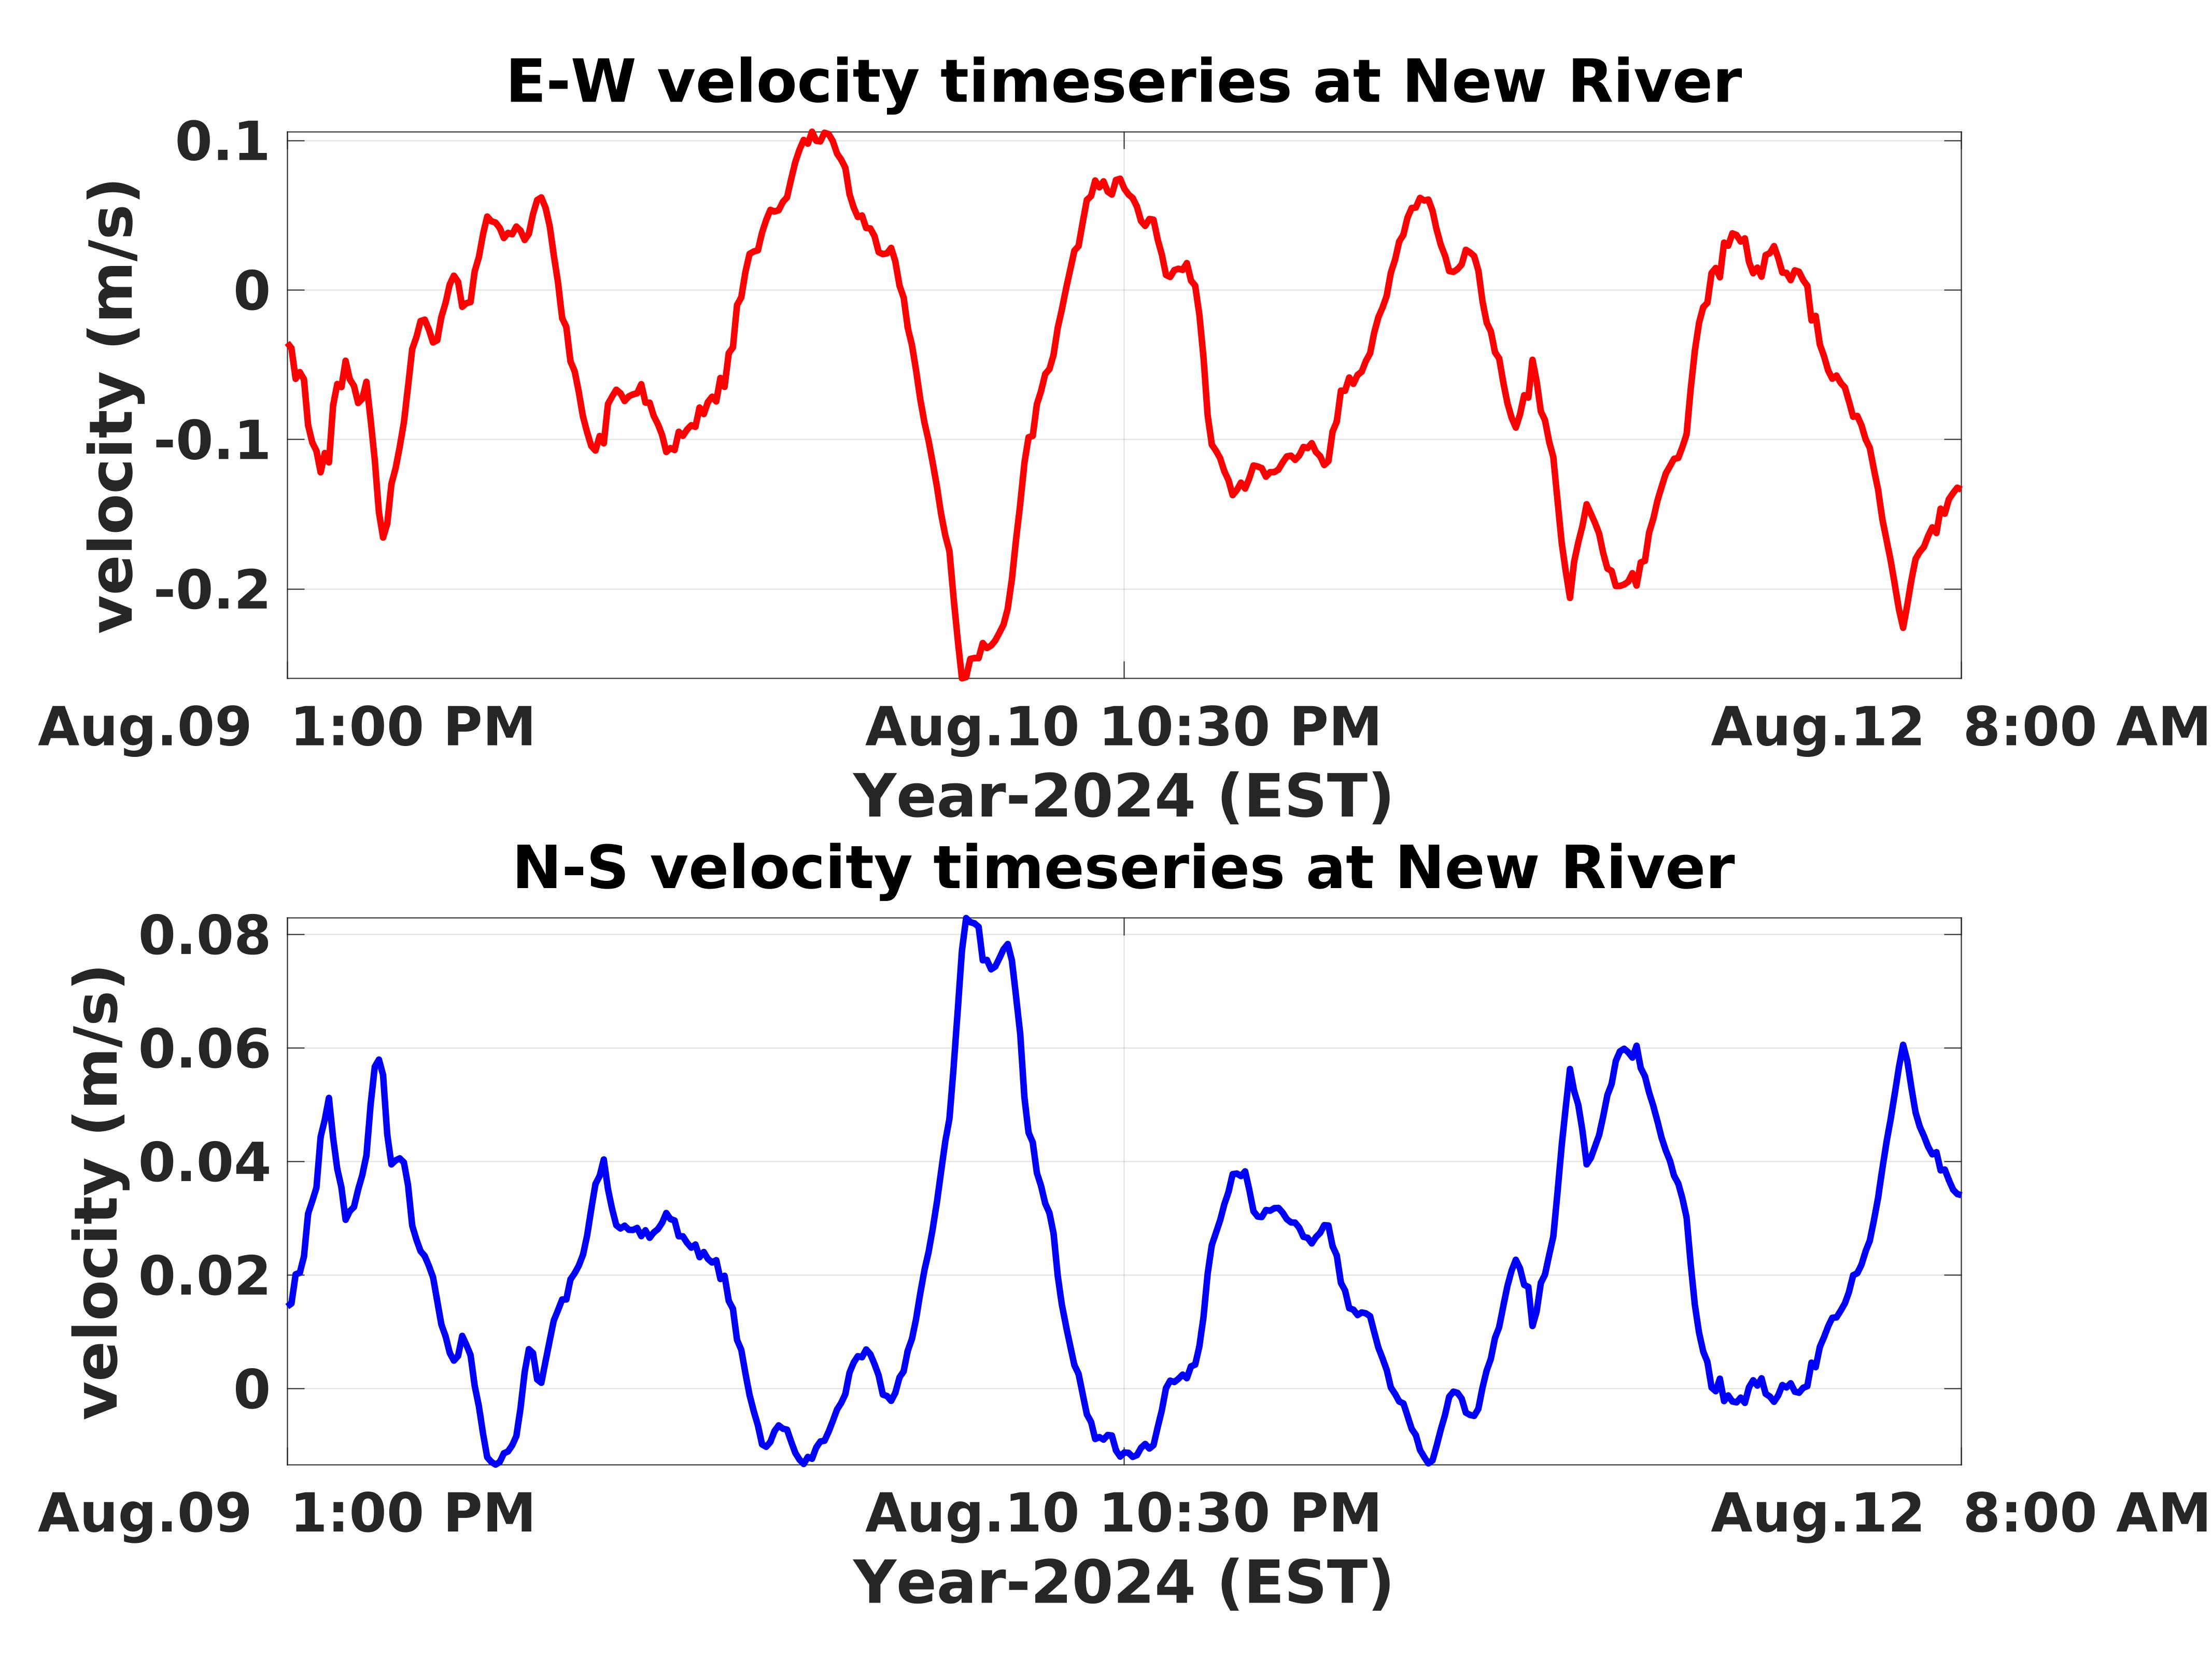 E-W velocity timeseries at New River
velocity (m/s)
0.1
0
-0.1
-0.2
Aug.09 1:00 PM Aug.10 10:30 PM Aug.12 8:00 AM
Year-2024 (EST)
N-S velocity timeseries at New River
velocity (m/s)
0.08
0.06
0.04
0.02
0
Aug.09 1:00 PM Aug.10 10:30 PM Aug.12 8:00 AM
Year-2024 (EST)